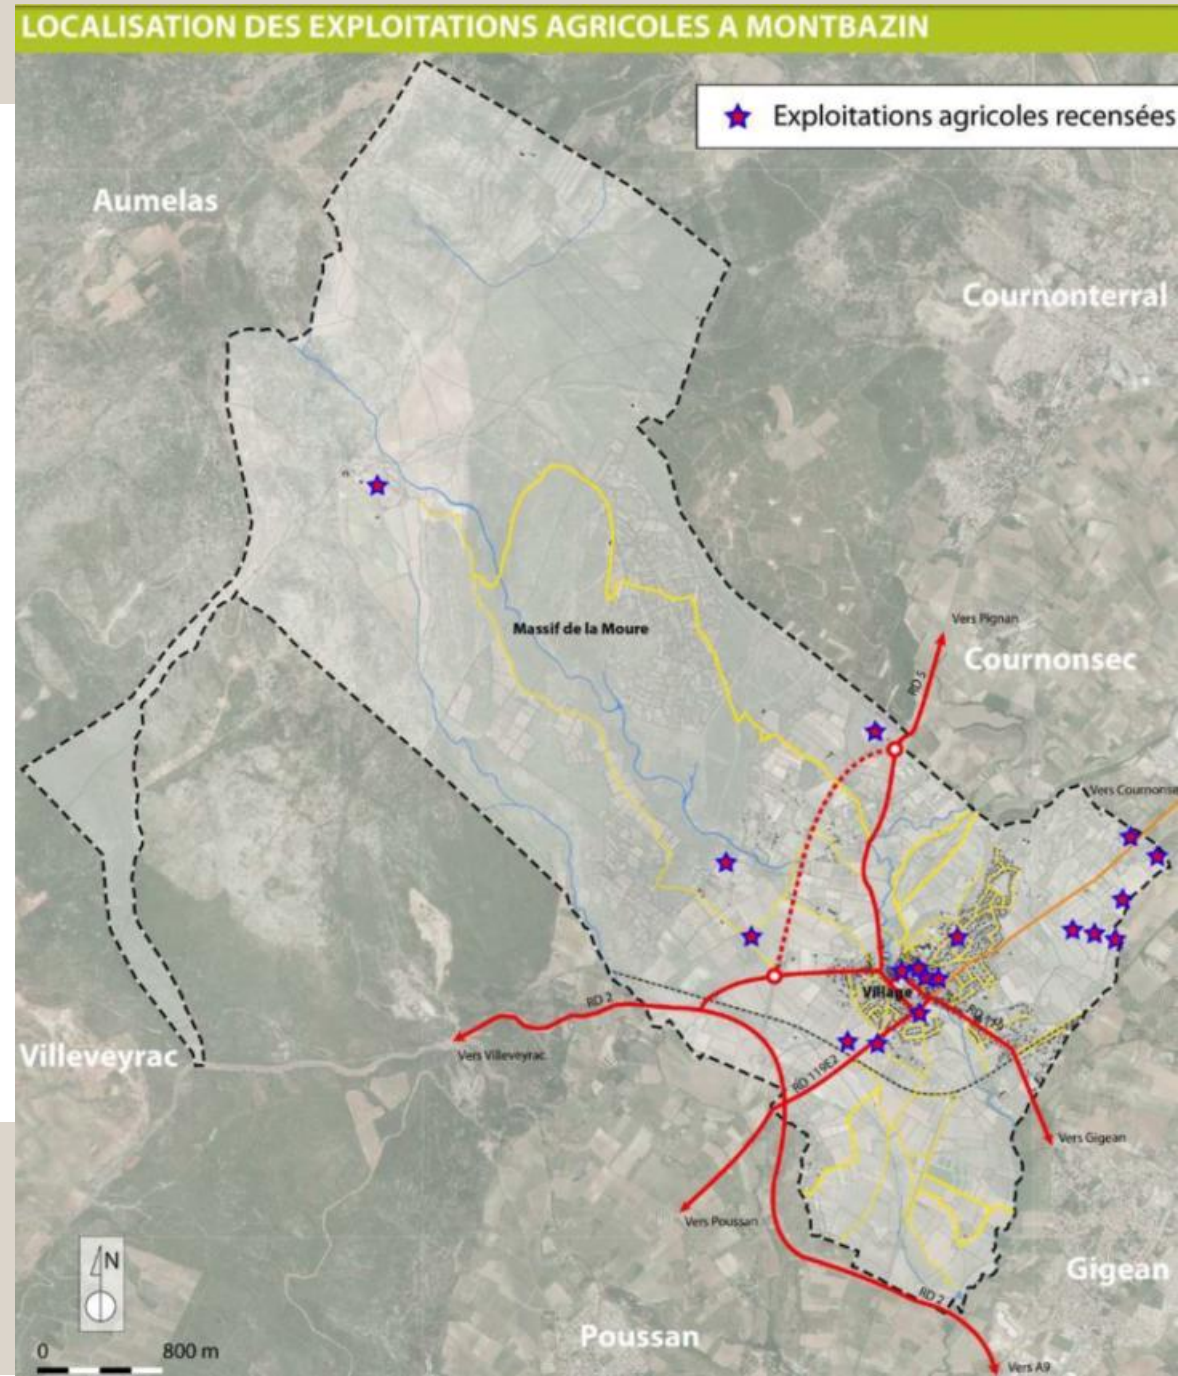 LOCALISATION DES EXPLOITATIONS AGRICOLES A MONTBAZIN
Exploitations agricoles recensées
Aumelas
Cournonterral
Vers Pignan
Massif de la Moure
Cournonsec
RD 5
Vers Cournonse
Village
RD 2
Villeveyrac
Vers Villeveyrac
RD 119E2
Vers Gigean
Vers Poussan
Gigean
N
RD 2
Poussan
0 800 m
Vers A9